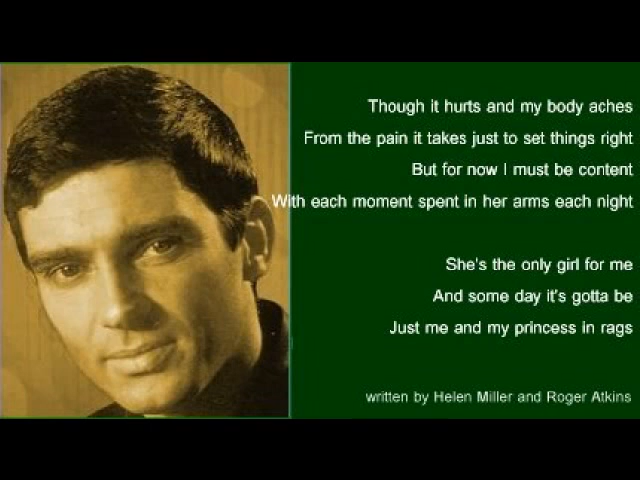 Though it hurts and my body aches
From the pain it takes just to set things right
But for now I must be content
With each moment spent in her arms each night
She's the only girl for me
And some day it's gotta be
Just me and my princess in rags
written by Helen Miller and Roger Atkins